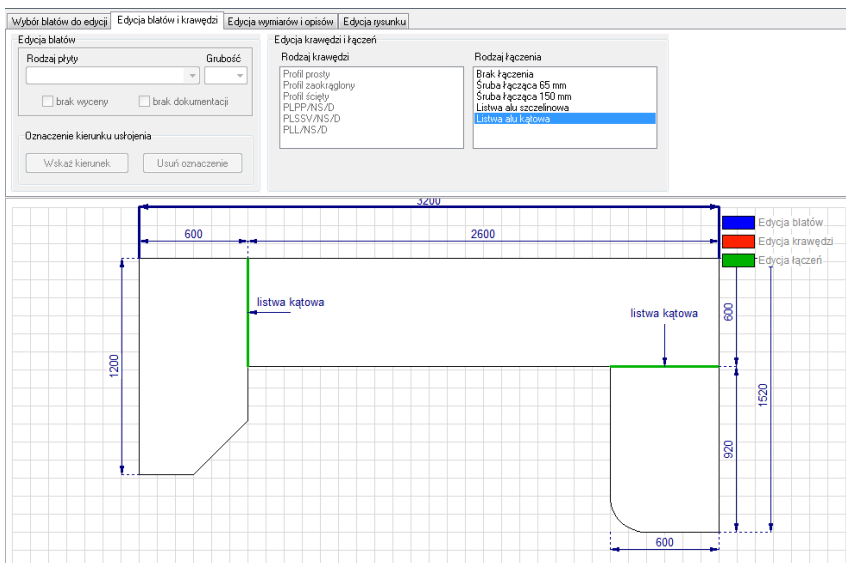 Wybór blatów do edycji Edycja blatów i krawędzi Edycja wymiarów i opisów Edycja rysunku
Edycja blatów
Rodzaj płyty Grubość
brak wyceny brak dokumentacji
Oznaczenie kierunku usłojenia
Wskaż kierunek Usuń oznaczenie
Edycja krawędzi i łączeń
Rodzaj krawędzi
Profil prosty
Profil zaokrąglony
Profil ścięty
PLPP/NS/D
PLSSV/NS/D
PLL/NS/D
Rodzaj łączenia
Brak łączenia
Śruba łącząca 65 mm
Śruba łącząca 150 mm
Listwa alu szczelinowa
Listwa alu kątowa
3200
600 2600
Edycja blatów
Edycja krawędzi
Edycja łączeń
listwa kątowa
listwa kątowa
600
1200
1520
920
600